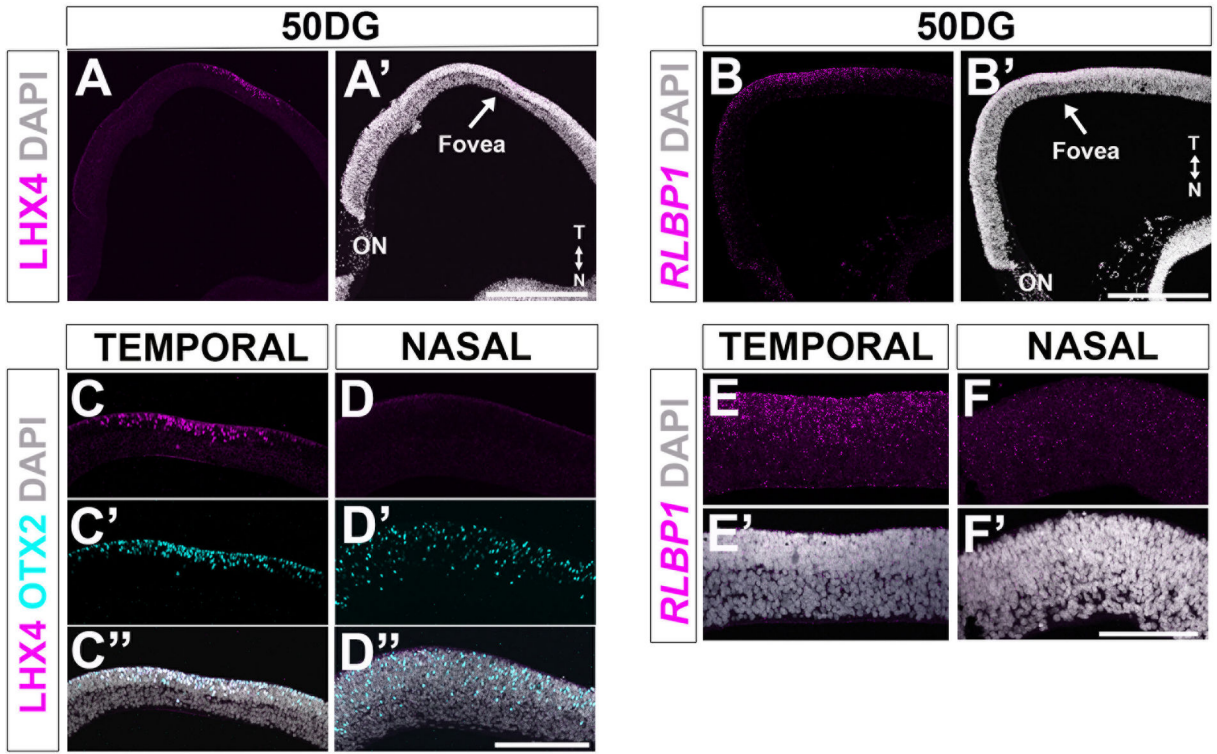 50DG
LHX4 DAPI
A
A’
Fovea
ON
T
N
50DG
RLBP1 DAPI
B
B’
Fovea
ON
T
N
TEMPORAL
NASAL
LHX4 OTX2 DAPI
C
D
C’
D’
C’’
D’’
TEMPORAL
NASAL
RLBP1 DAPI
E
F
E’
F’